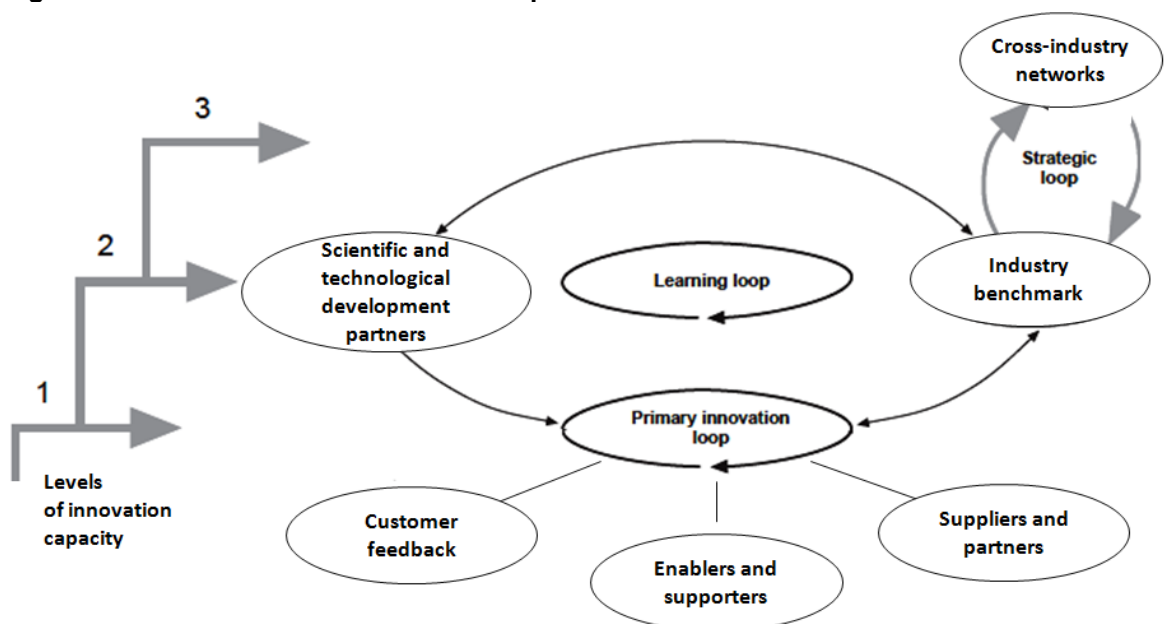 Cross-industry
networks
3
Strategic
loop
2
Scientific and
technological
development
partners
Learning loop
Industry
benchmark
1
Primary innovation
loop
Levels
of innovation
capacity
Customer
feedback
Suppliers and
partners
Enablers and
supporters